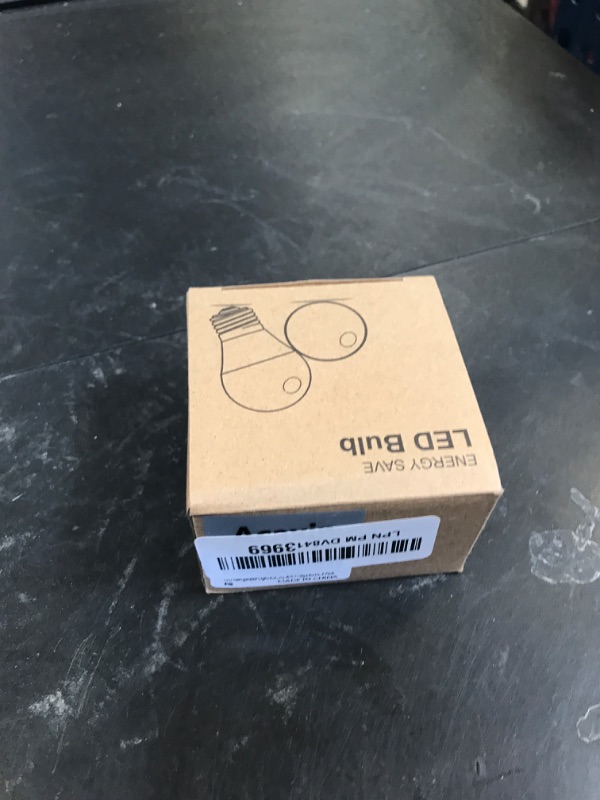 ENERGY SAVE
LED Bulb
LPN PM DV8413969
MADE IN CHINA